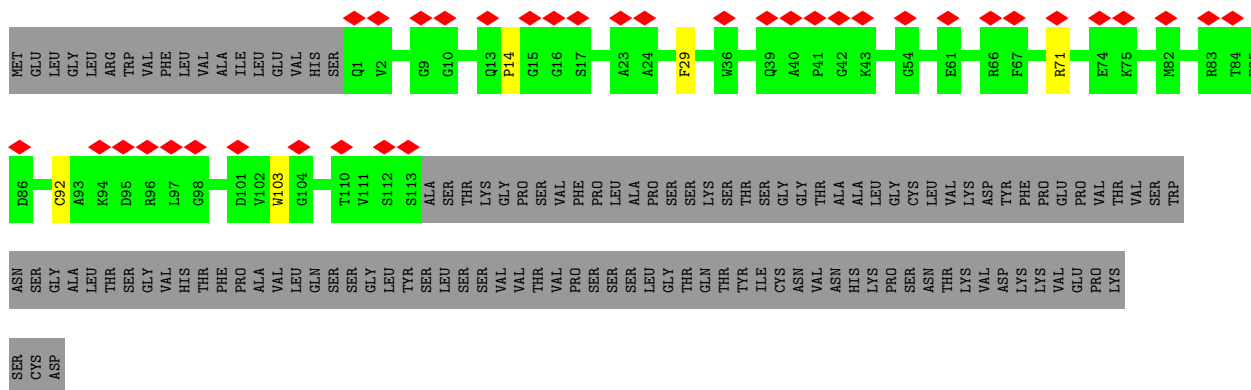 MET GLU LEU GLY LEU ARG TRP VAL PHE LEU VAL ALA ILE LEU GLU VAL HIS SER Q1 V2 G9 G10 Q13 P14 G15 G16 S17 A23 A24 F29 W36 Q39 A40 P41 G42 K43 G54 E61 R66 F67 R71 E74 K75 M82 R83 T84
D86 C92 A93 K94 D95 R96 L97 G98 D101 V102 W103 G104 T110 V111 S112 S113 ALA SER THR LYS GLY PRO SER VAL PHE PRO LEU ALA PRO SER SER LYS SER THR SER GLY GLY THR ALA ALA LEU GLY CYS LEU VAL LYS ASP TYR PHE PRO GLU PRO VAL THR VAL SER TRP
ASN SER GLY ALA LEU THR SER GLY VAL HIS THR PHE PRO ALA VAL LEU GLN SER SER GLY LEU TYR SER LEU SER SER VAL VAL THR VAL PRO SER SER SER LEU GLY THR GLN THR TYR ILE CYS ASN VAL ASN HIS LYS PRO SER ASN THR LYS VAL ASP LYS LYS VAL GLU PRO LYS
SER CYS ASP